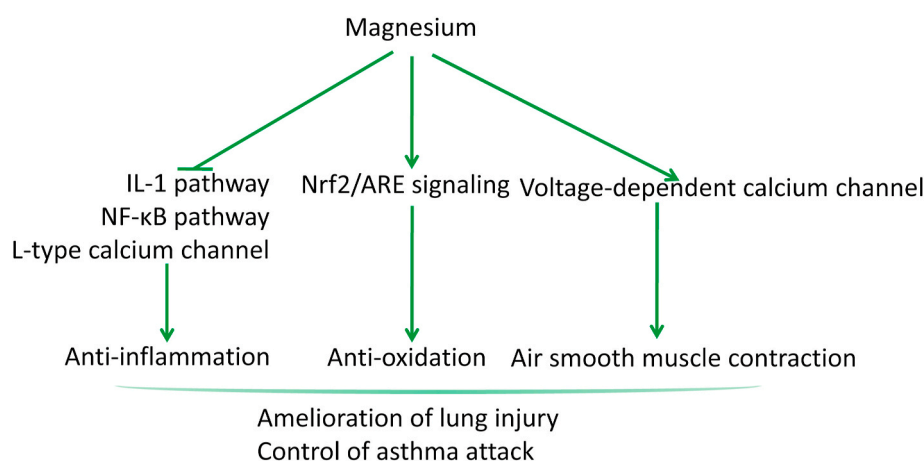 Magnesium
IL-1 pathway
NF-κB pathway
L-type calcium channel
Nrf2/ARE signaling
Voltage-dependent calcium channel
Anti-inflammation
Anti-oxidation
Air smooth muscle contraction
Amelioration of lung injury
Control of asthma attack